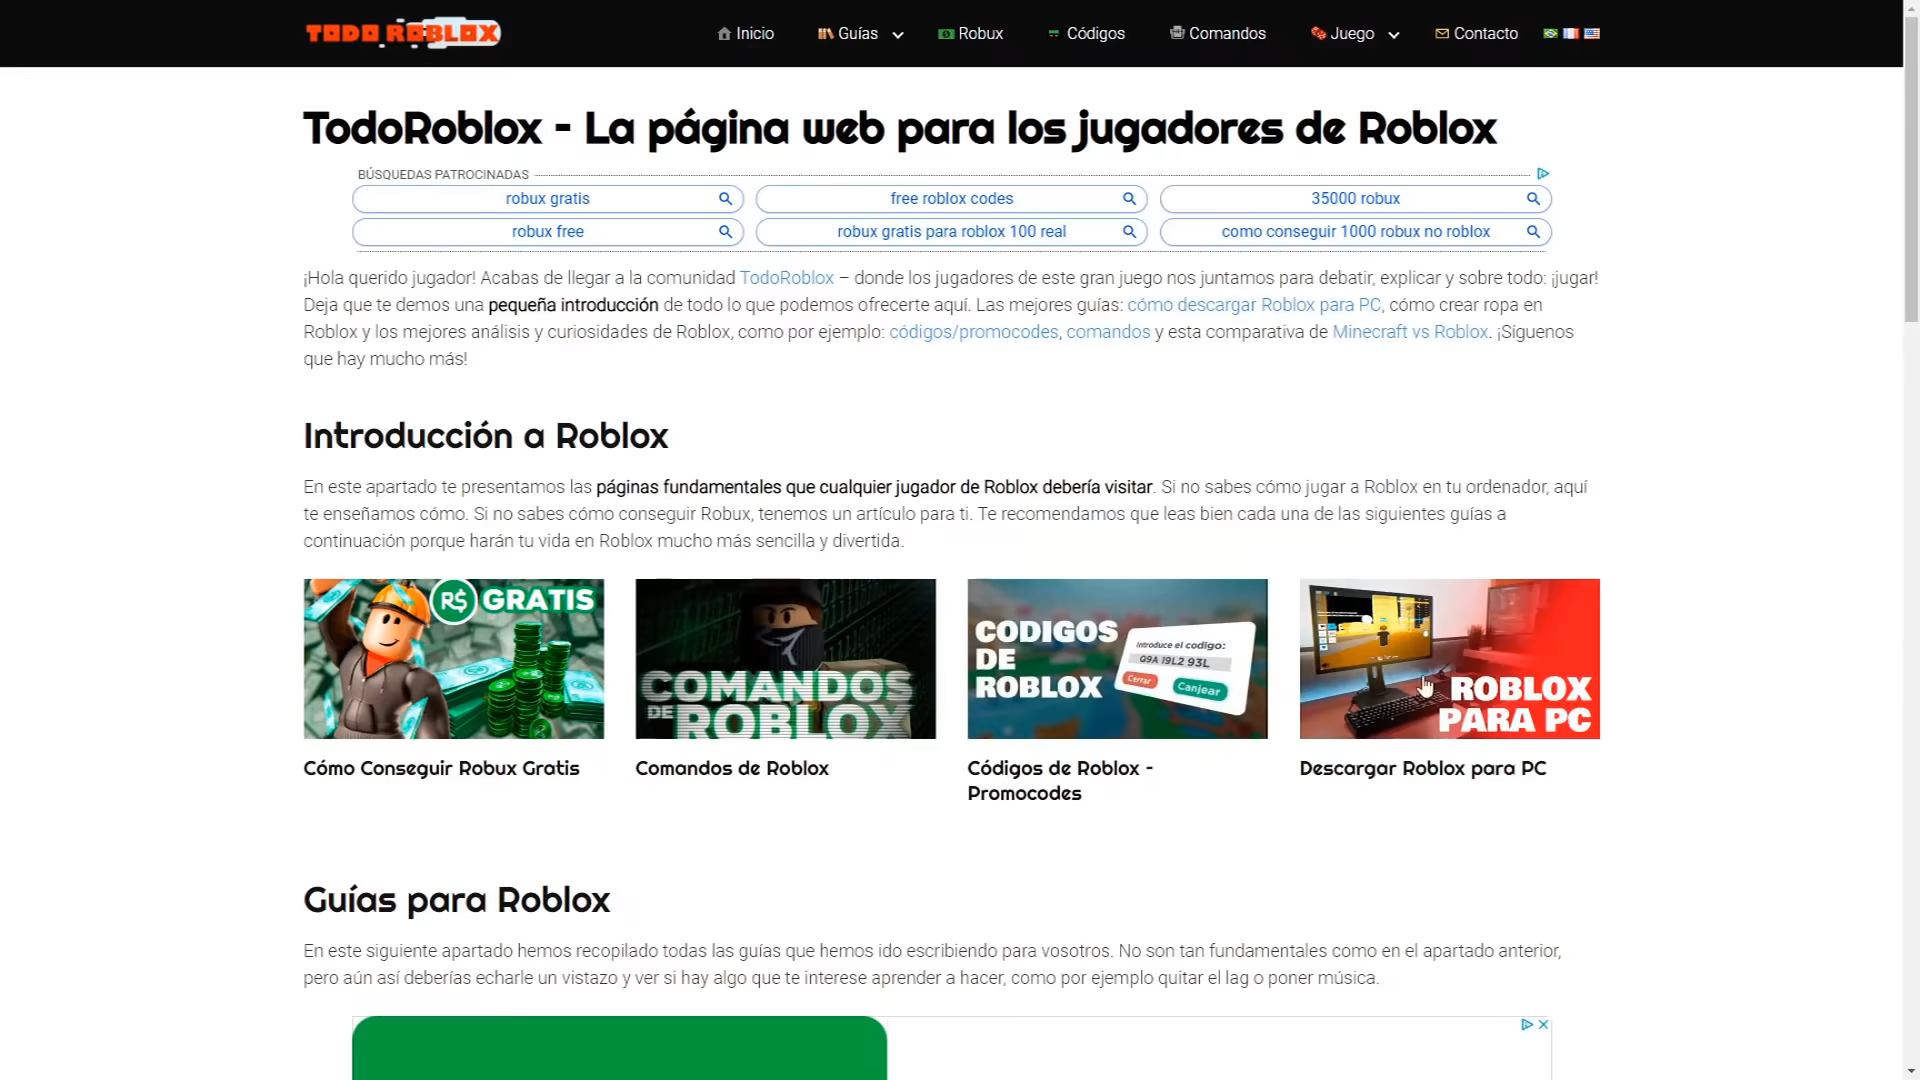 TODO ROBLOX
Inicio
Guías
Robux
Códigos
Comandos
Juego
Contacto
TodoRoblox - La página web para los jugadores de Roblox
BÚSQUEDAS PATROCINADAS
robux gratis
free roblox codes
35000 robux
robux free
robux gratis para roblox 100 real
como conseguir 1000 robux no roblox
¡Hola querido jugador! Acabas de llegar a la comunidad TodoRoblox – donde los jugadores de este gran juego nos juntamos para debatir, explicar y sobre todo: ¡jugar!
Deja que te demos una pequeña introducción de todo lo que podemos ofrecerte aquí. Las mejores guías: cómo descargar Roblox para PC, cómo crear ropa en
Roblox y los mejores análisis y curiosidades de Roblox, como por ejemplo: códigos/promocodes, comandos y esta comparativa de Minecraft vs Roblox. ¡Síguenos
que hay mucho más!
Introducción a Roblox
En este apartado te presentamos las páginas fundamentales que cualquier jugador de Roblox debería visitar. Si no sabes cómo jugar a Roblox en tu ordenador, aquí
te enseñamos cómo. Si no sabes cómo conseguir Robux, tenemos un artículo para ti. Te recomendamos que leas bien cada una de las siguientes guías a
continuación porque harán tu vida en Roblox mucho más sencilla y divertida.
R$ GRATIS
COMANDOS
DE ROBLOX
CODIGOS
DE
ROBLOX
Introduce el codigo:
Q9A I9L2 93L
Cerrar
Canjear
ROBLOX
PARA PC
Cómo Conseguir Robux Gratis
Comandos de Roblox
Códigos de Roblox -
Promocodes
Descargar Roblox para PC
Guías para Roblox
En este siguiente apartado hemos recopilado todas las guías que hemos ido escribiendo para vosotros. No son tan fundamentales como en el apartado anterior,
pero aún así deberías echarle un vistazo y ver si hay algo que te interese aprender a hacer, como por ejemplo quitar el lag o poner música.